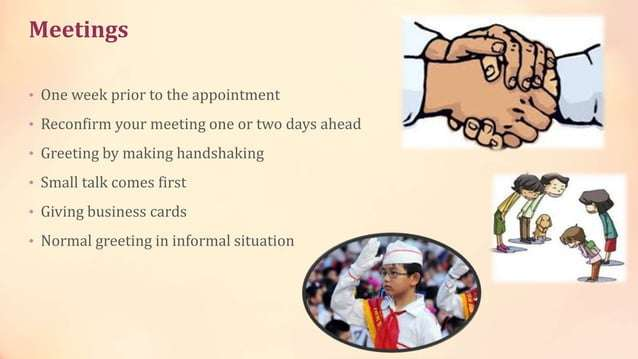 Meetings
• One week prior to the appointment
• Reconfirm your meeting one or two days ahead
• Greeting by making handshaking
• Small talk comes first
• Giving business cards
• Normal greeting in informal situation